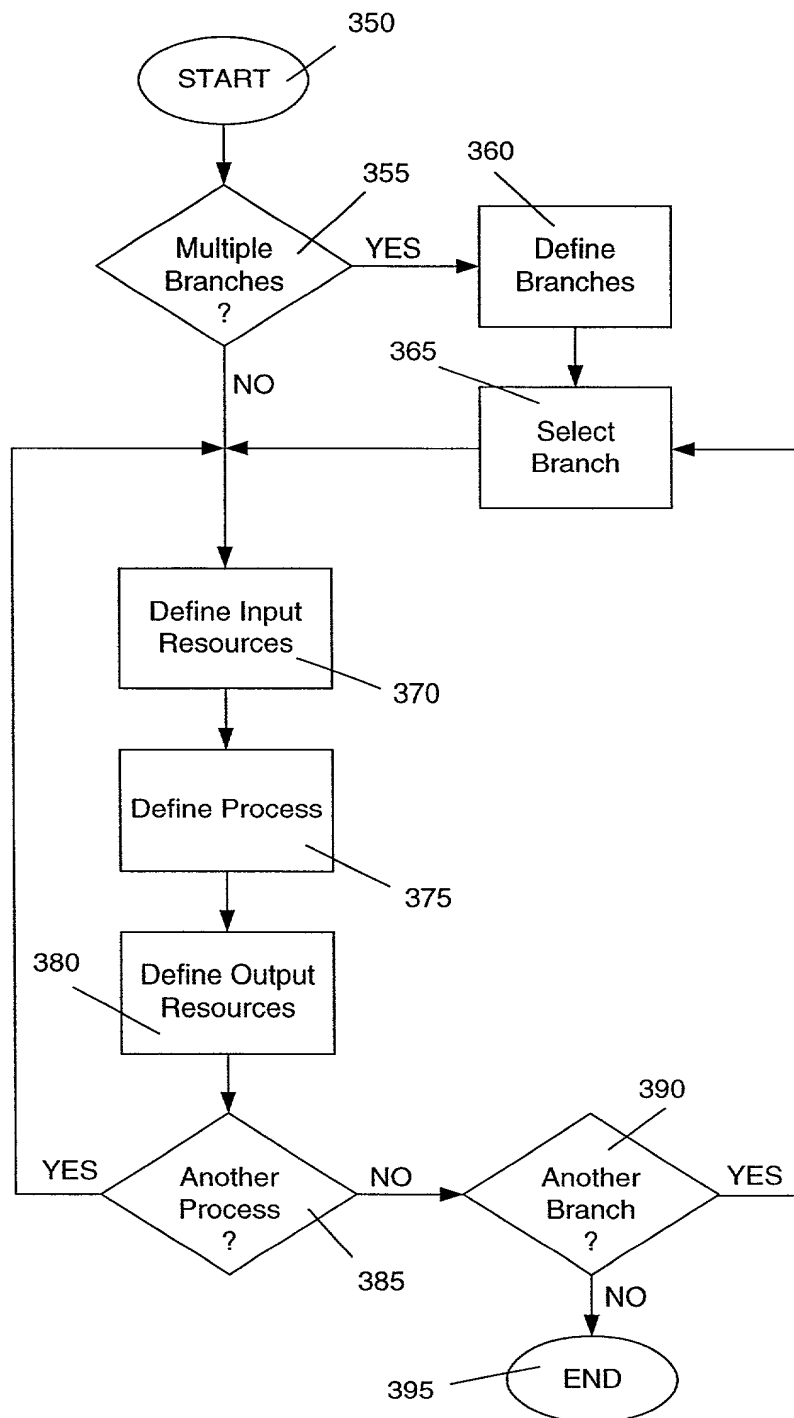 350
START
355
360
Multiple
Branches
?
YES
Define
Branches
365
NO
Select
Branch
Define Input
Resources
370
Define Process
375
380
Define Output
Resources
390
YES
Another
Process
?
NO
385
Another
Branch
?
YES
NO
395
END